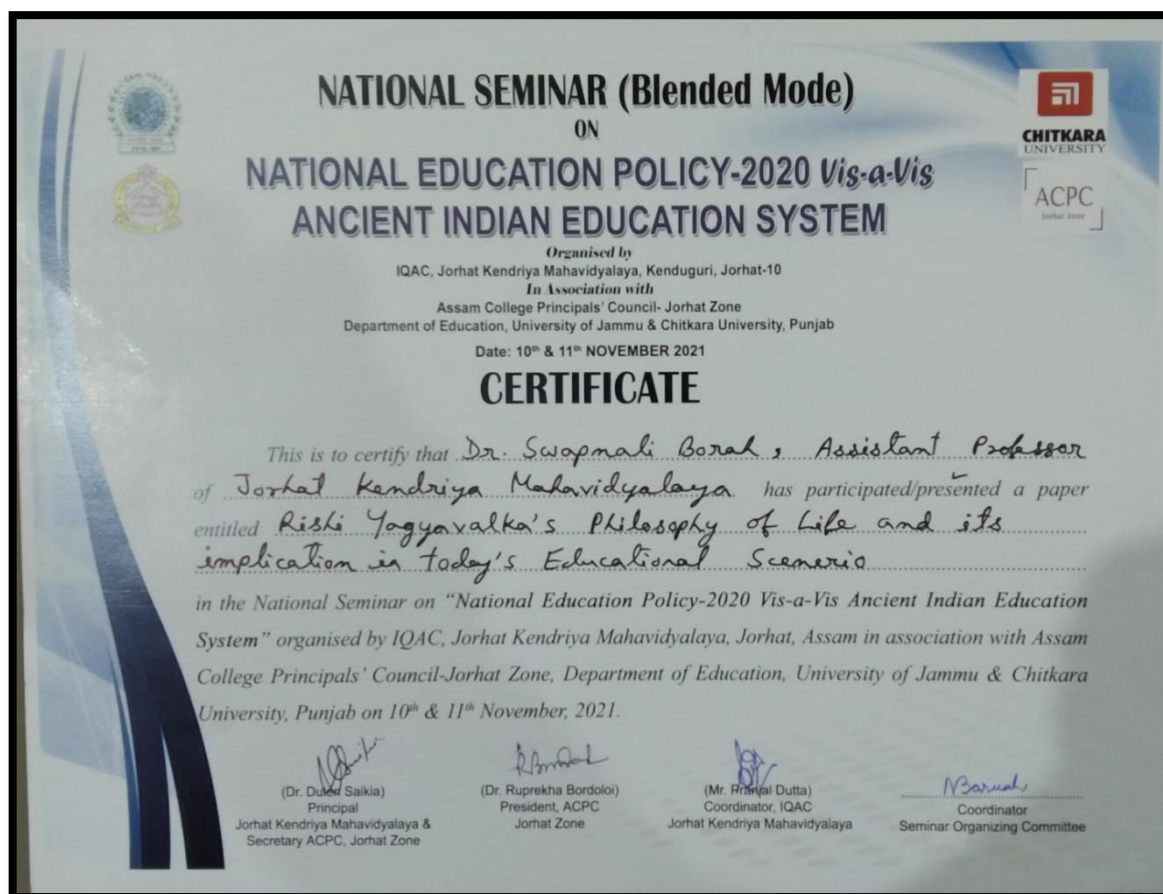 NATIONAL SEMINAR (Blended Mode)
ON
NATIONAL EDUCATION POLICY-2020 Vis-a-Vis
ANCIENT INDIAN EDUCATION SYSTEM
CHITKARA
UNIVERSITY
ACPC
Jorhat zone
Organised by
IQAC, Jorhat Kendriya Mahavidyalaya, Kenduguri, Jorhat-10
In Association with
Assam College Principals' Council- Jorhat Zone
Department of Education, University of Jammu & Chitkara University, Punjab
Date: 10th & 11th NOVEMBER 2021
CERTIFICATE
This is to certify that Dr. Swapnali Borah, Assistant Professor
of Jorhat Kendriya Mahavidyalaya has participated/presented a paper
entitled Rishi Yagyavalka's Philosophy of Life and its
implication in today's Educational Scenerio
in the National Seminar on "National Education Policy-2020 Vis-a-Vis Ancient Indian Education
System" organised by IQAC, Jorhat Kendriya Mahavidyalaya, Jorhat, Assam in association with Assam
College Principals' Council-Jorhat Zone, Department of Education, University of Jammu & Chitkara
University, Punjab on 10th & 11th November, 2021.
(Dr. Saikia)
Principal
Jorhat Kendriya Mahavidyalaya &
Secretary ACPC, Jorhat Zone
(Dr. Ruprekha Bordoloi)
President, ACPC
Jorhat Zone
(Mr. Pranjal Dutta)
Coordinator, IQAC
Jorhat Kendriya Mahavidyalaya
NBaruah
Coordinator
Seminar Organizing Committee